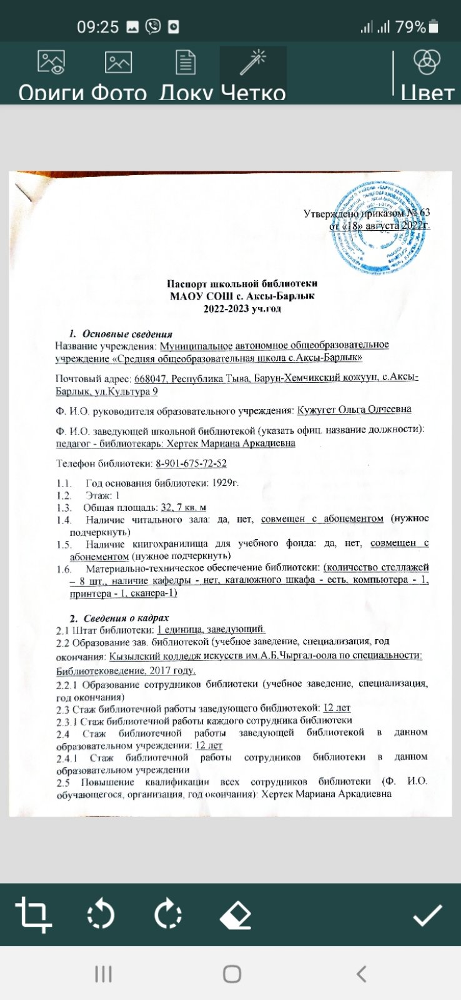 09:25
79%
Ориги Фото Доку Четко Цвет
Утверждено приказом № 63
от «18» августа 2022г.
Паспорт школьной библиотеки
МАОУ СОШ с. Аксы-Барлык
2022-2023 уч.год
1. Основные сведения
Название учреждения: Муниципальное автономное общеобразовательное
учреждение «Средняя общеобразовательная школа с.Аксы-Барлык»
Почтовый адрес: 668047, Республика Тыва, Барун-Хемчикский кожууп, с.Аксы-
Барлык, ул.Культура 9
Ф. И.О. руководителя образовательного учреждения: Кужугет Ольга Олчеевна
Ф. И.О. заведующей школьной библиотекой (указать офиц. название должности):
педагог - библиотекарь: Хертек Мариана Аркадиевна
Телефон библиотеки: 8-901-675-72-52
1.1. Год основания библиотеки: 1929г.
1.2. Этаж: 1
1.3. Общая площадь: 32, 7 кв. м
1.4. Наличие читального зала: да, нет, совмещен с абонементом (нужное
подчеркнуть)
1.5. Наличие книгохранилища для учебного фонда: да, нет, совмещен с
абонементом (нужное подчеркнуть)
1.6. Материально-техническое обеспечение библиотеки: (количество стеллажей
– 8 шт., наличие кафедры - нет, каталожного шкафа - есть, компьютера - 1,
принтера - 1, сканера-1)
2. Сведения о кадрах
2.1 Штат библиотеки: 1 единица, заведующий.
2.2 Образование зав. библиотекой (учебное заведение, специализация, год
окончания: Кызылский колледж искусств им.А.Б.Чыргал-оола по специальности:
Библиотековедение, 2017 году.
2.2.1 Образование сотрудников библиотеки (учебное заведение, специализация,
год окончания)
2.3 Стаж библиотечной работы заведующего библиотекой: 12 лет
2.3.1 Стаж библиотечной работы каждого сотрудника библиотеки
2.4 Стаж библиотечной работы заведующей библиотекой в данном
образовательном учреждении: 12 лет
2.4.1 Стаж библиотечной работы сотрудников библиотеки в данном
образовательном учреждении
2.5 Повышение квалификации всех сотрудников библиотеки (Ф. И.О.
обучающегося, организация, год окончания): Хертек Мариана Аркадиевна